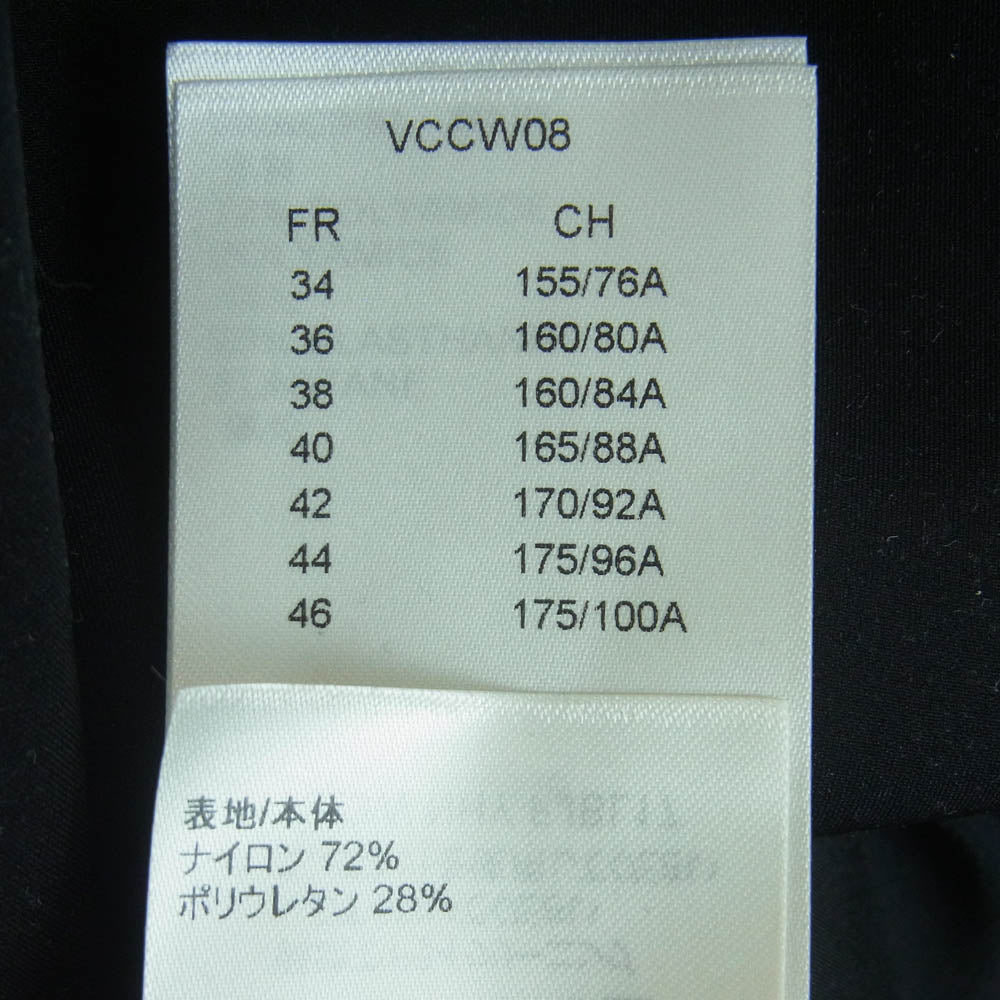 VCCW08
FR CH
34 155/76A
36 160/80A
38 160/84A
40 165/88A
42 170/92A
44 175/96A
46 175/100A
表地/本体
ナイロン 72%
ポリウレタン 28%